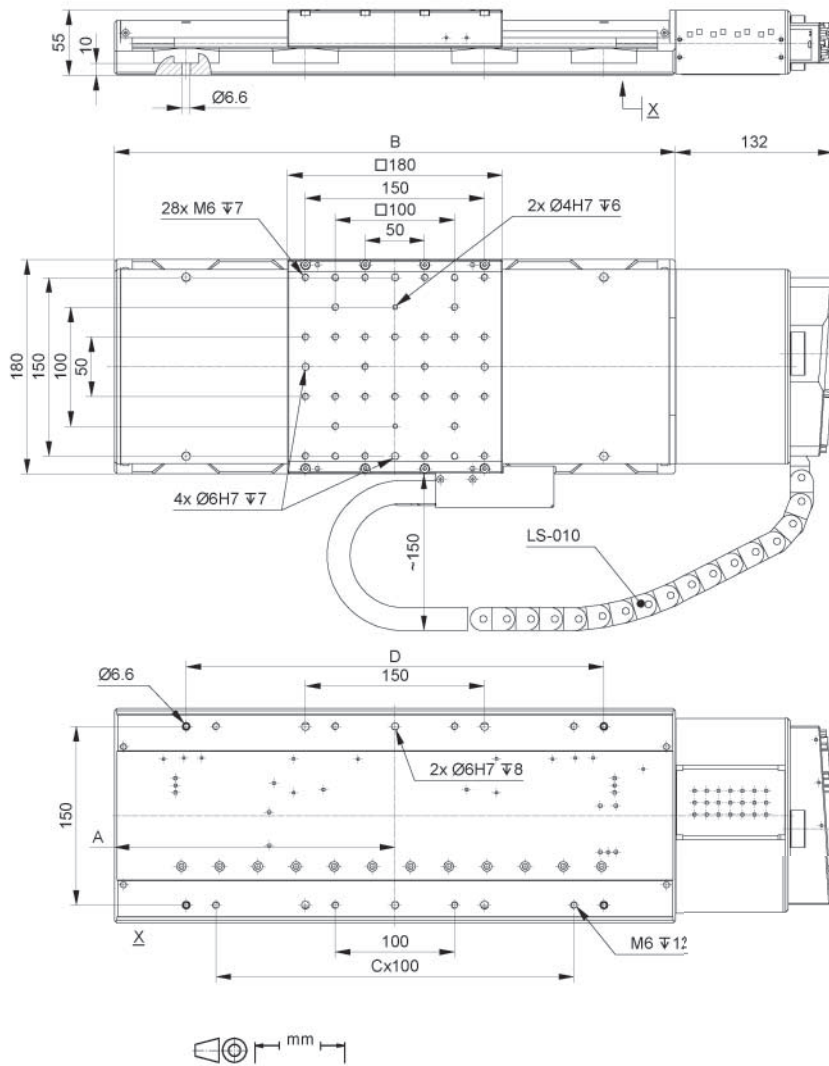 55
10
Ø6.6
X
B
132
□180
150
28x M6 ↧7
2x Ø4H7 ↧6
□100
50
180
150
100
50
4x Ø6H7 ↧7
~150
LS-010
D
Ø6.6
150
2x Ø6H7 ↧8
150
A
X
100
M6 ↧12
Cx100
mm